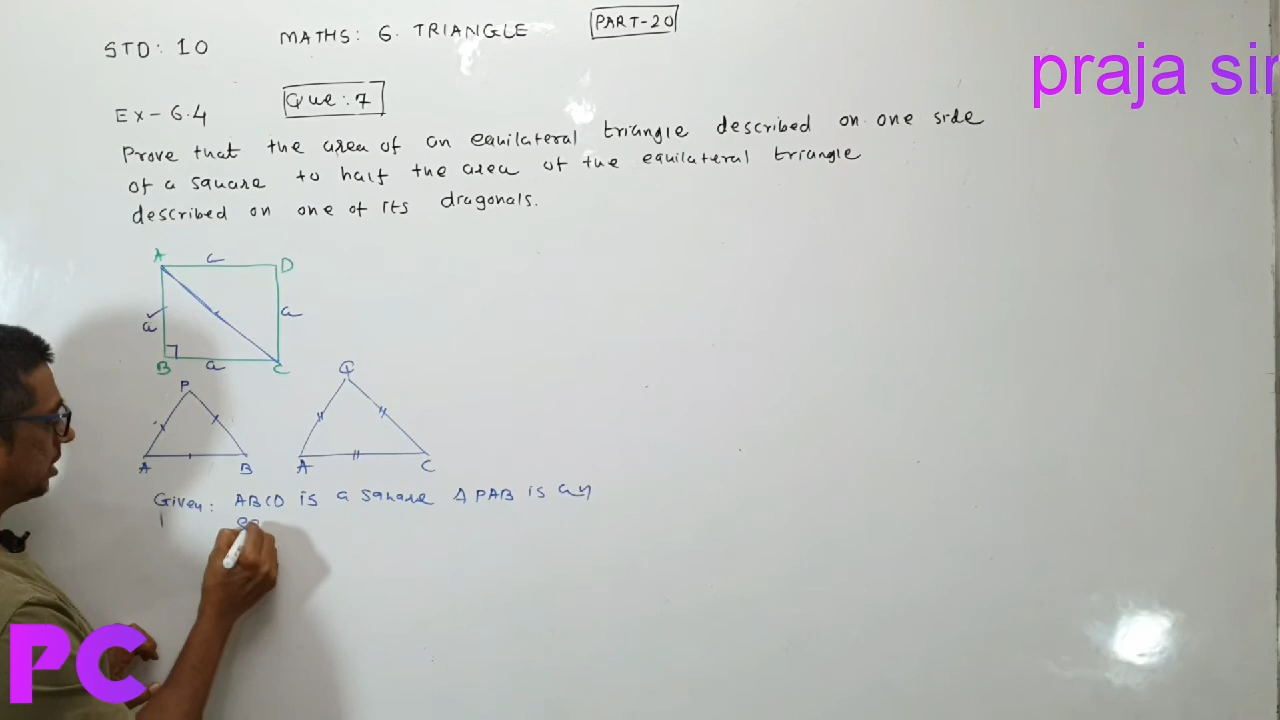 STD: 10
MATHS: 6. TRIANGLE
PART-20
praja sir
Ex-6.4
Que: 7
Prove that the area of an equilateral triangle described on one side
of a square to half the area of the equilateral triangle
described on one of its diagonals.
A a D
a a
B a C
P Q
A B A C
Given: ABCD is a square Δ PAB is an
PC